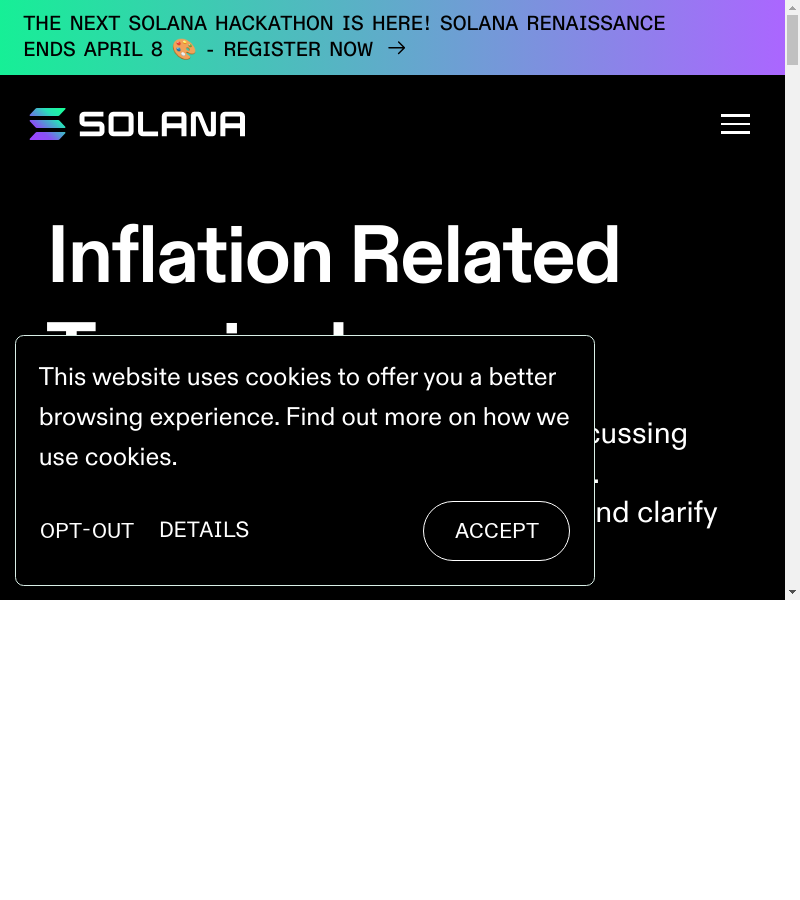 THE NEXT SOLANA HACKATHON IS HERE! SOLANA RENAISSANCE
ENDS APRIL 8 🎨 - REGISTER NOW →
SOLANA
Inflation Related
This website uses cookies to offer you a better
browsing experience. Find out more on how we
use cookies.
cussing
nd clarify
OPT-OUT DETAILS ACCEPT